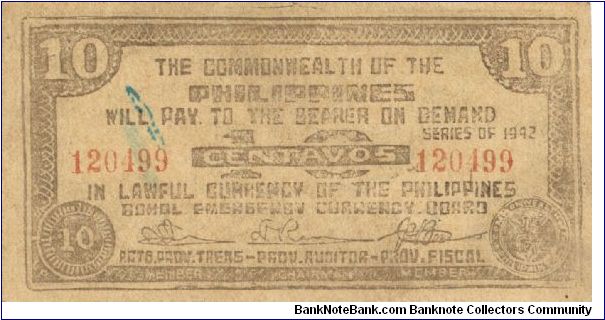 10 10
THE COMMONWEALTH OF THE
PHILIPPINES
WILL PAY TO THE BEARER ON DEMAND
SERIES OF 1942
120499 10 120499
CENTAVOS
IN LAWFUL CURRENCY OF THE PHILIPPINES
BOHOL EMERGENCY CURRENCY BOARD
10
ACTG.PROV.TREAS-PROV.AUDITOR-PROV.FISCAL
MEMBER CHAIRMAN MEMBER
BankNoteBank.com Banknote Collectors Community